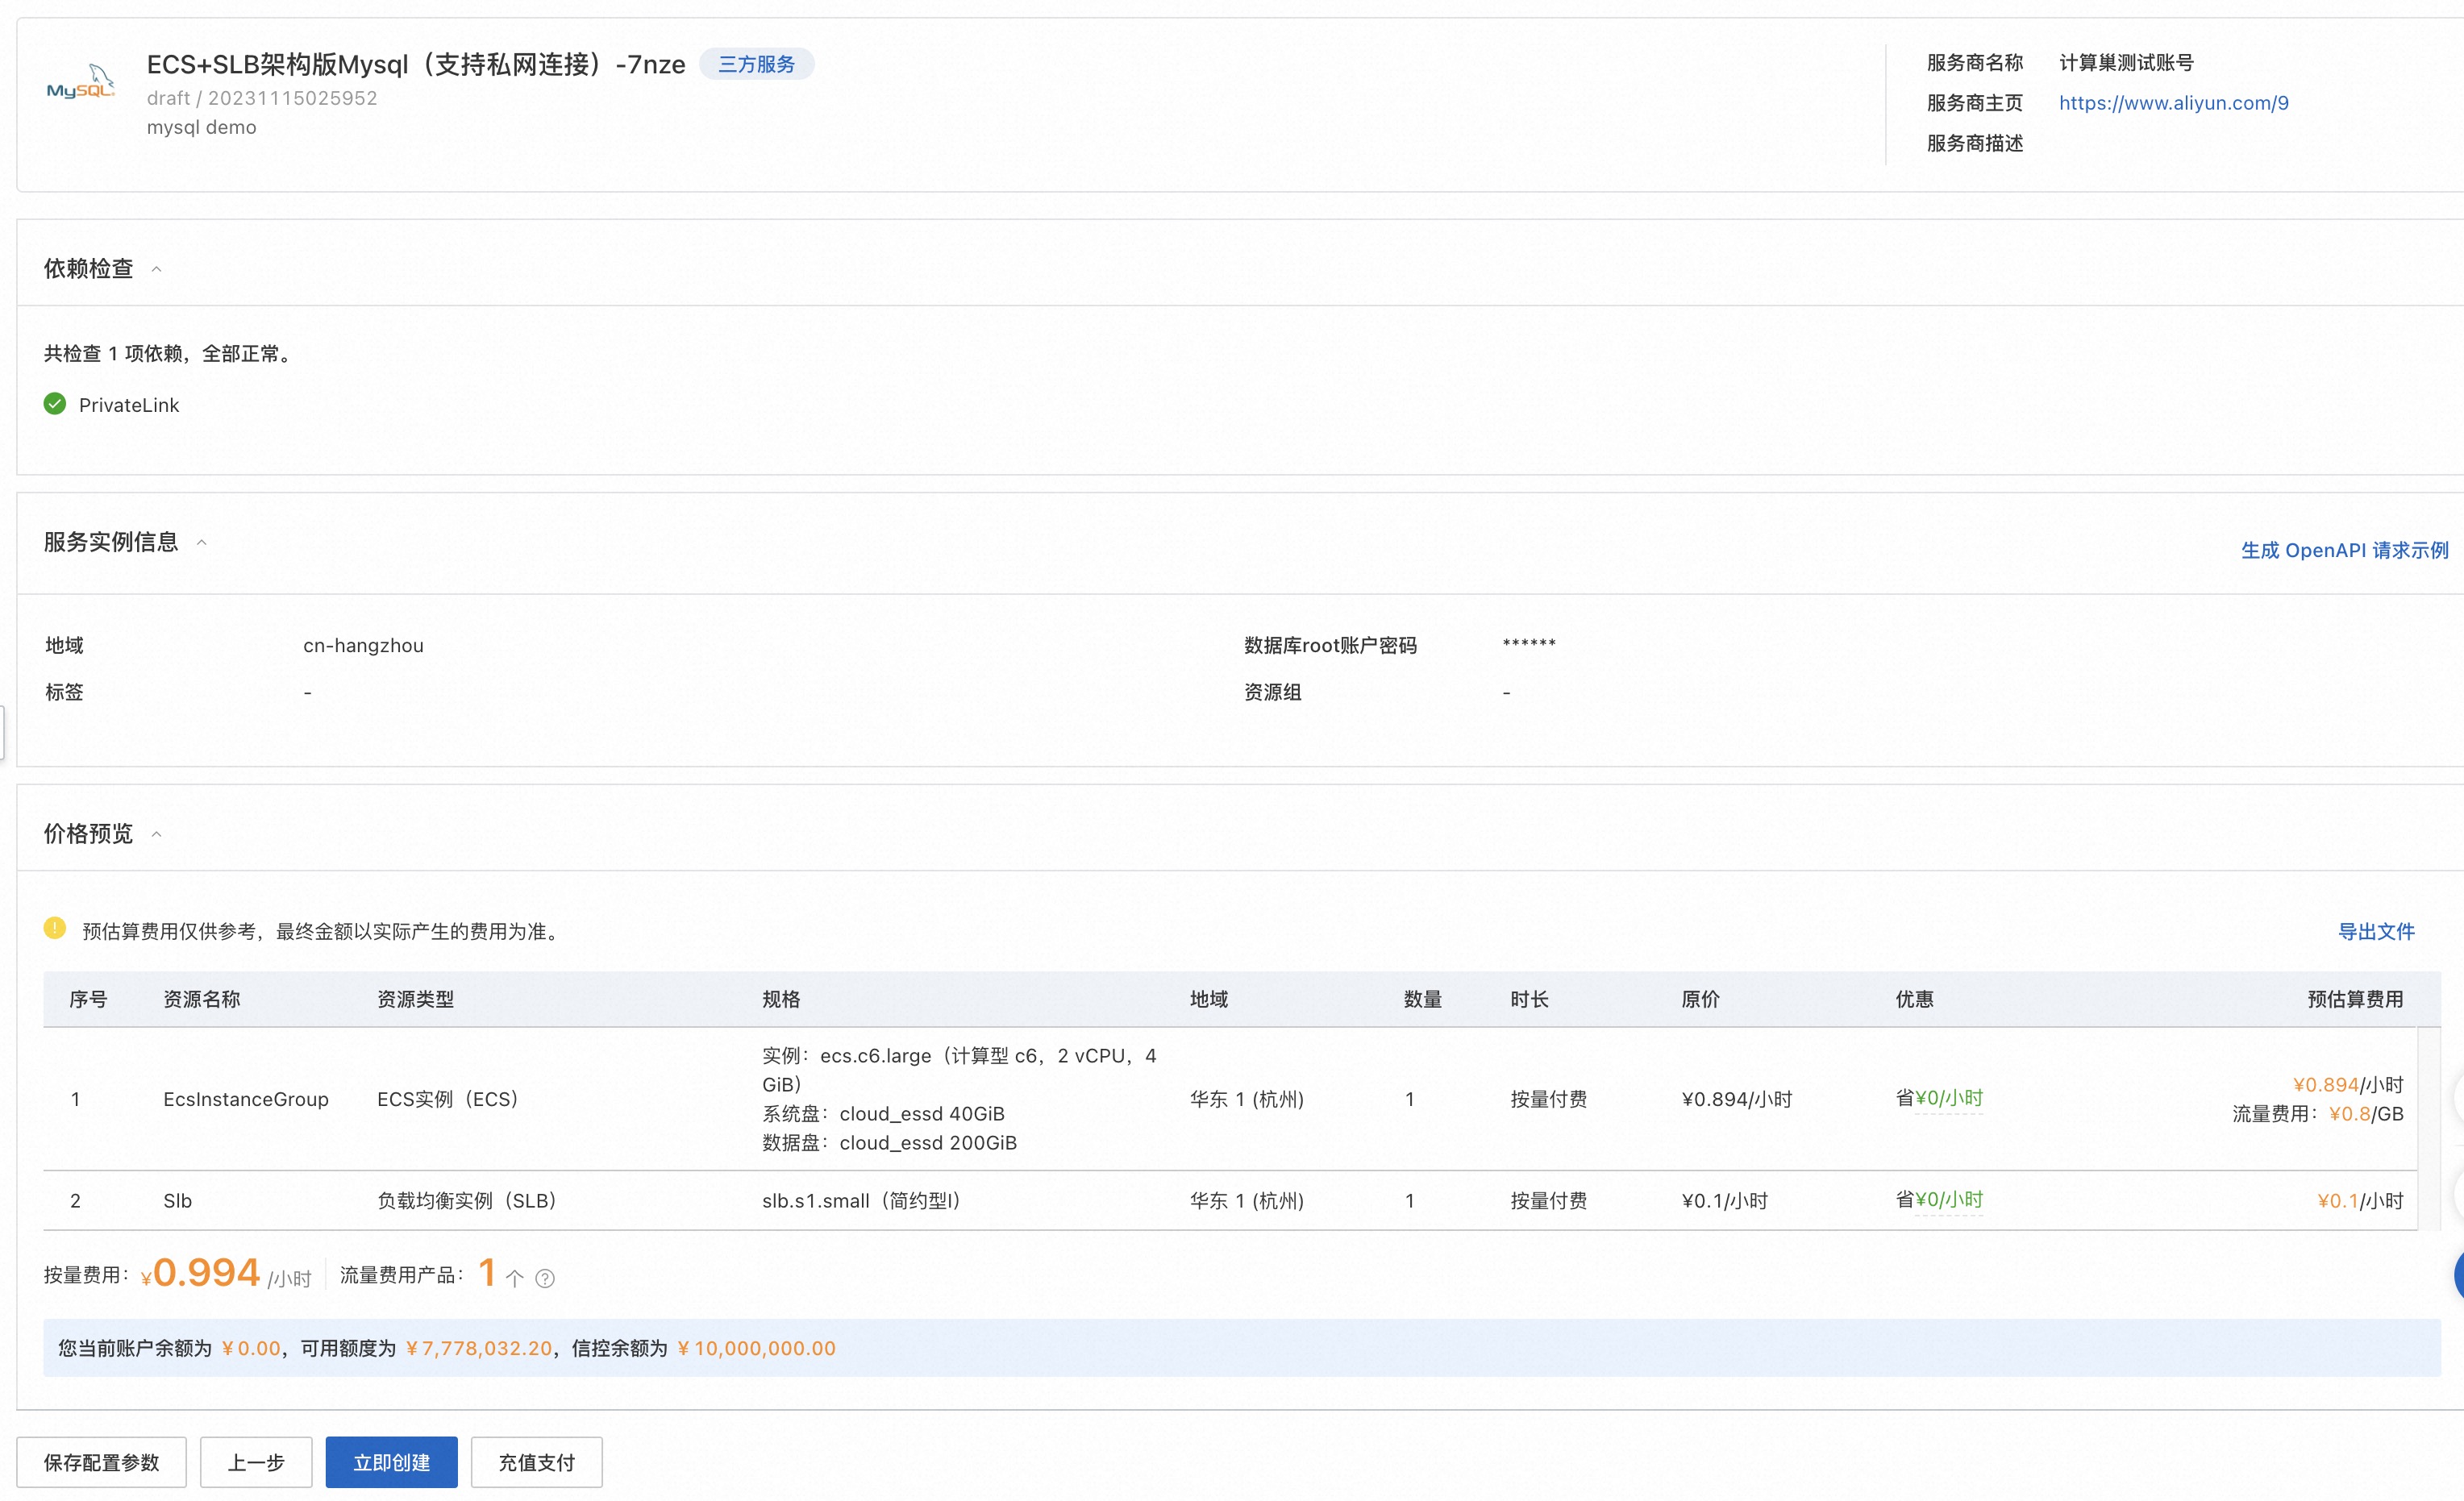 MySQL
ECS+SLB架构版Mysql（支持私网连接）-7nze 三方服务
draft / 20231115025952
mysql demo
服务商名称 计算巢测试账号
服务商主页 https://www.aliyun.com/9
服务商描述
依赖检查
共检查 1 项依赖，全部正常。
PrivateLink
服务实例信息
生成 OpenAPI 请求示例
地域 cn-hangzhou 数据库root账户密码 ******
标签 - 资源组 -
价格预览
预估算费用仅供参考，最终金额以实际产生的费用为准。
导出文件
序号 资源名称 资源类型 规格 地域 数量 时长 原价 优惠 预估算费用
1 EcsInstanceGroup ECS实例（ECS）
实例：ecs.c6.large（计算型 c6，2 vCPU，4
GiB）
系统盘：cloud_essd 40GiB
数据盘：cloud_essd 200GiB
华东 1 (杭州) 1 按量付费 ¥0.894/小时 省¥0/小时
¥0.894/小时
流量费用：¥0.8/GB
2 Slb 负载均衡实例（SLB） slb.s1.small（简约型I） 华东 1 (杭州) 1 按量付费 ¥0.1/小时 省¥0/小时 ¥0.1/小时
按量费用：¥0.994 /小时 流量费用产品：1 个 ?
您当前账户余额为 ¥0.00，可用额度为 ¥7,778,032.20，信控余额为 ¥10,000,000.00
保存配置参数 上一步 立即创建 充值支付